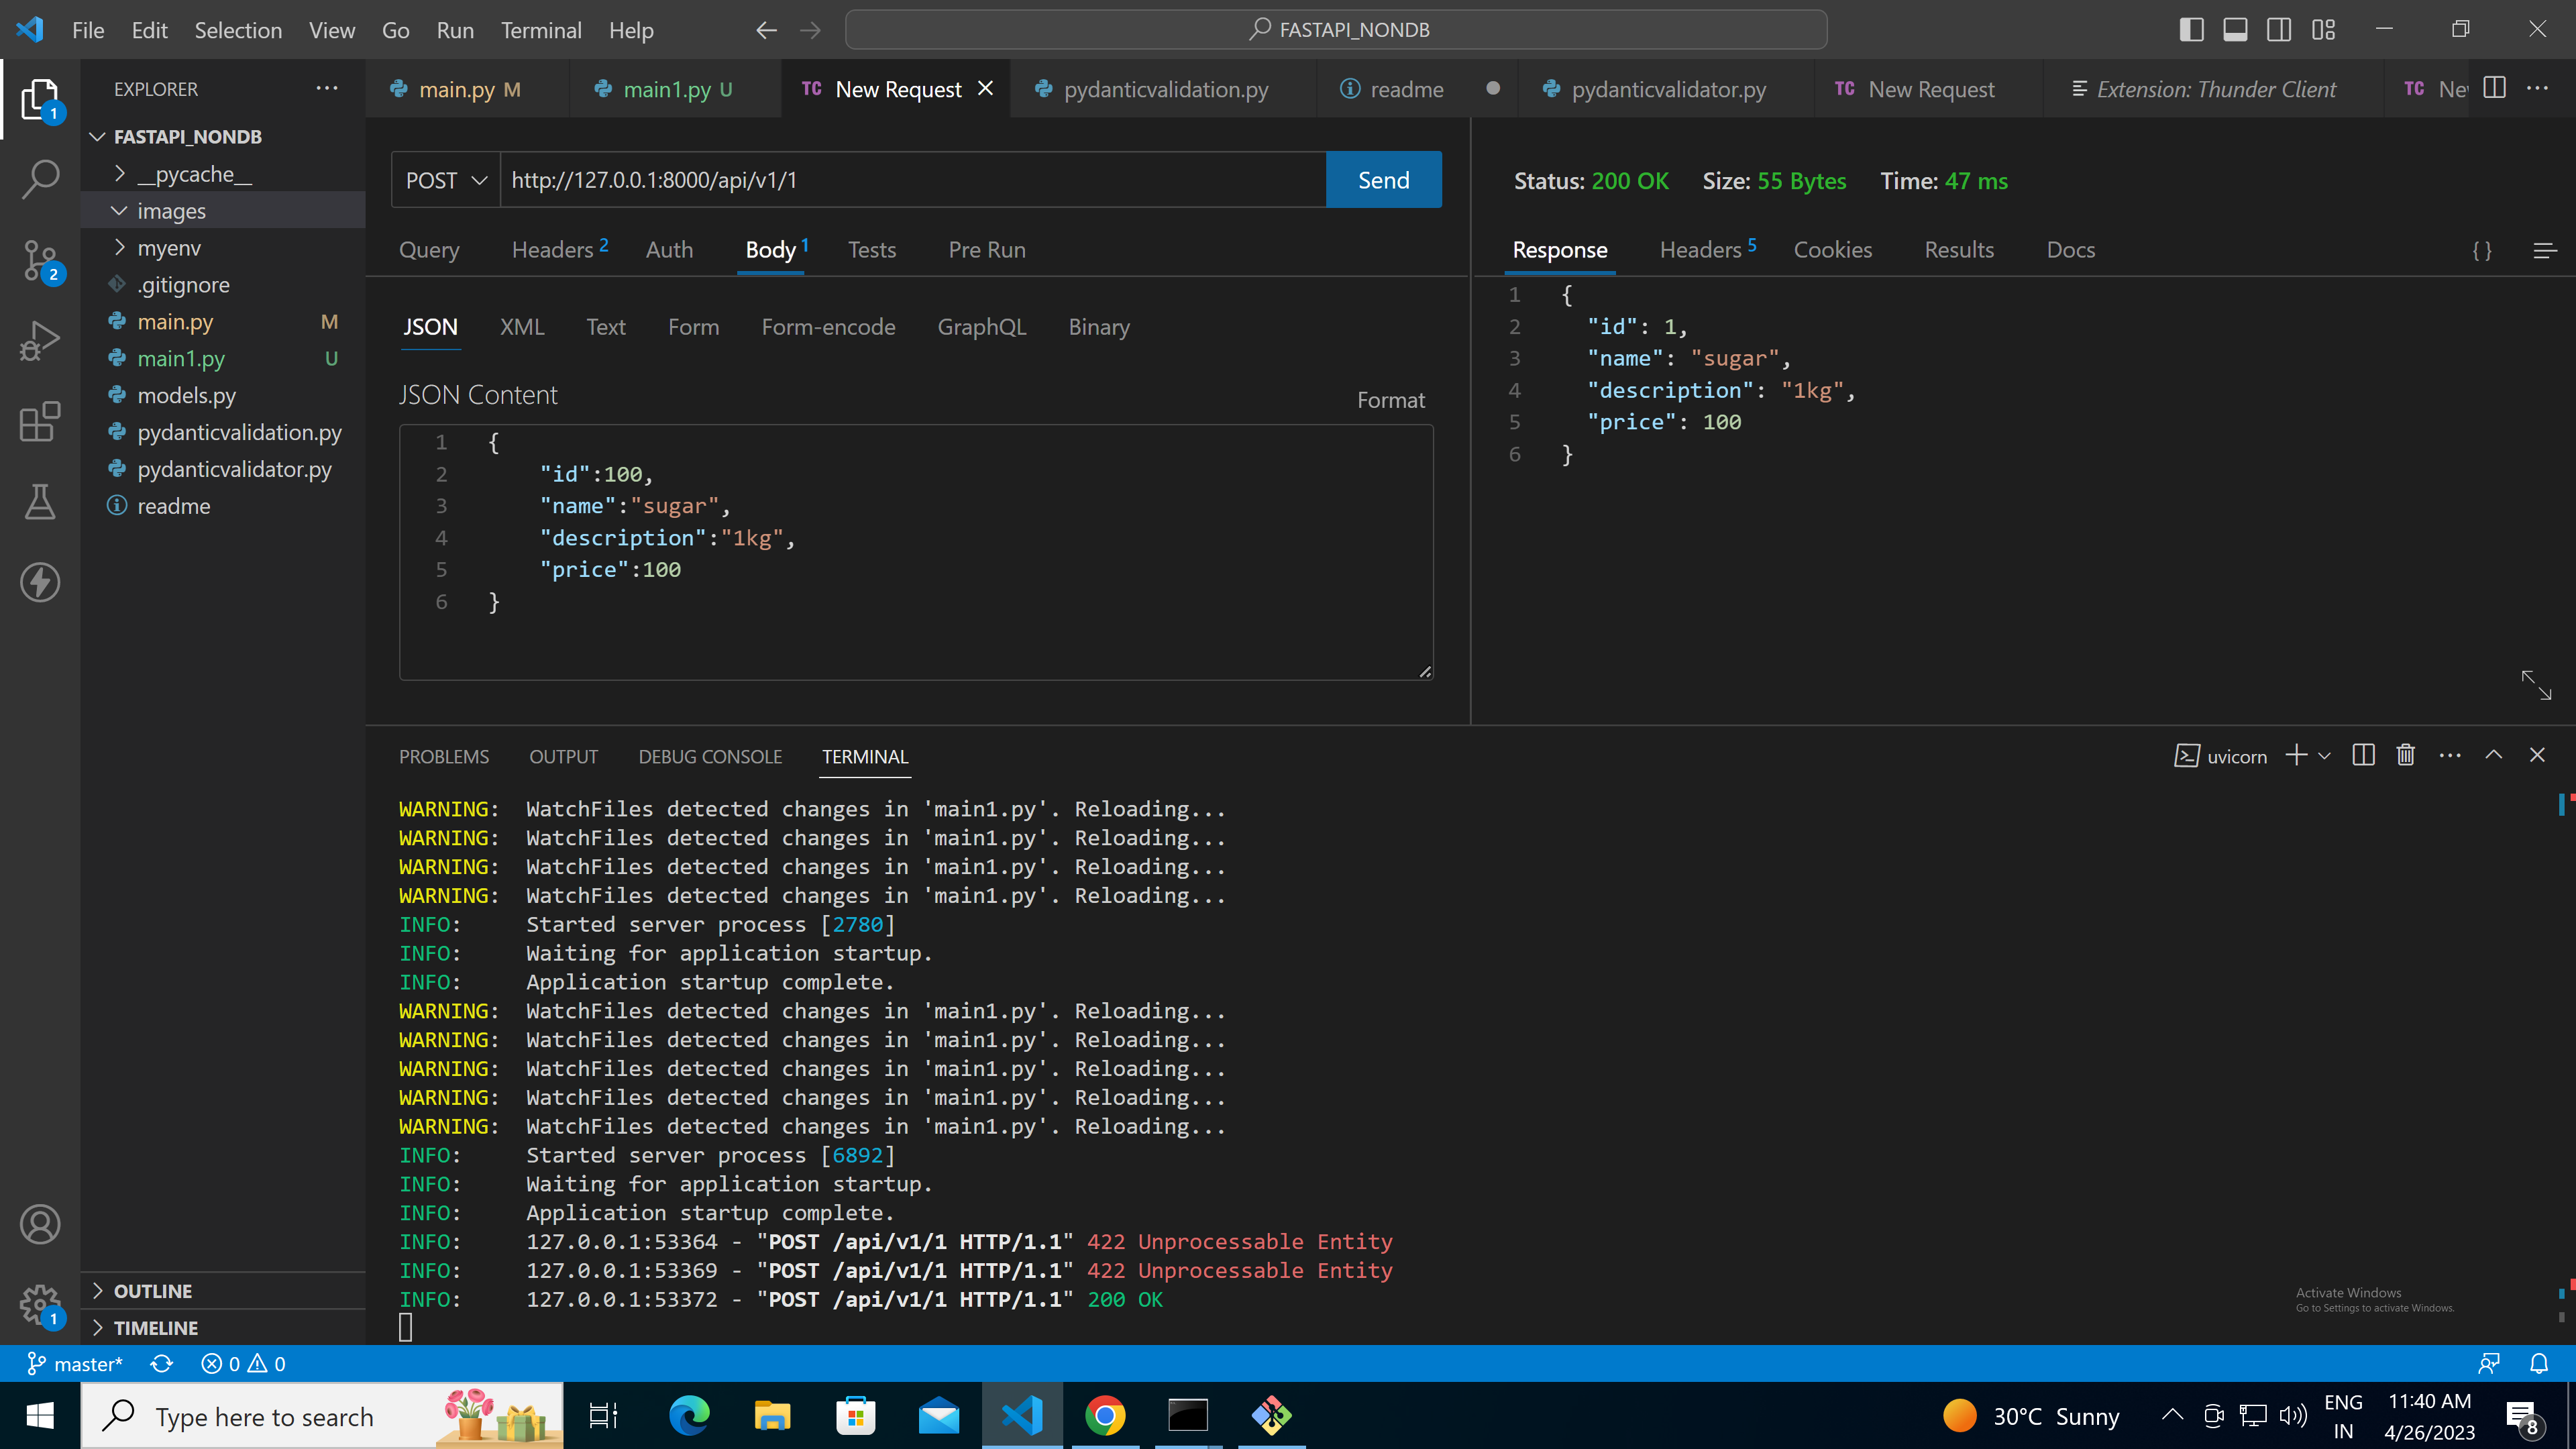 File Edit Selection View Go Run Terminal Help
FASTAPI_NONDB
EXPLORER
main.py M
main1.py U
TC New Request
pydanticvalidation.py
readme
pydanticvalidator.py
TC New Request
Extension: Thunder Client
TC
1
FASTAPI_NONDB
__pycache__
images
myenv
.gitignore
main.py M
main1.py U
models.py
pydanticvalidation.py
pydanticvalidator.py
readme
2
POST http://127.0.0.1:8000/api/v1/1 Send
Query Headers 2 Auth Body 1 Tests Pre Run
JSON XML Text Form Form-encode GraphQL Binary
JSON Content
Format
1 {
2 "id":100,
3 "name":"sugar",
4 "description":"1kg",
5 "price":100
6 }
Status: 200 OK Size: 55 Bytes Time: 47 ms
Response Headers 5 Cookies Results Docs { }
1 {
2 "id": 1,
3 "name": "sugar",
4 "description": "1kg",
5 "price": 100
6 }
PROBLEMS OUTPUT DEBUG CONSOLE TERMINAL
uvicorn
WARNING: WatchFiles detected changes in 'main1.py'. Reloading...
WARNING: WatchFiles detected changes in 'main1.py'. Reloading...
WARNING: WatchFiles detected changes in 'main1.py'. Reloading...
WARNING: WatchFiles detected changes in 'main1.py'. Reloading...
INFO: Started server process [2780]
INFO: Waiting for application startup.
INFO: Application startup complete.
WARNING: WatchFiles detected changes in 'main1.py'. Reloading...
WARNING: WatchFiles detected changes in 'main1.py'. Reloading...
WARNING: WatchFiles detected changes in 'main1.py'. Reloading...
WARNING: WatchFiles detected changes in 'main1.py'. Reloading...
WARNING: WatchFiles detected changes in 'main1.py'. Reloading...
INFO: Started server process [6892]
INFO: Waiting for application startup.
INFO: Application startup complete.
INFO: 127.0.0.1:53364 - "POST /api/v1/1 HTTP/1.1" 422 Unprocessable Entity
INFO: 127.0.0.1:53369 - "POST /api/v1/1 HTTP/1.1" 422 Unprocessable Entity
INFO: 127.0.0.1:53372 - "POST /api/v1/1 HTTP/1.1" 200 OK
Activate Windows
Go to Settings to activate Windows.
OUTLINE
1
TIMELINE
master* 0 0
Type here to search
30°C Sunny
ENG
IN
11:40 AM
4/26/2023
8